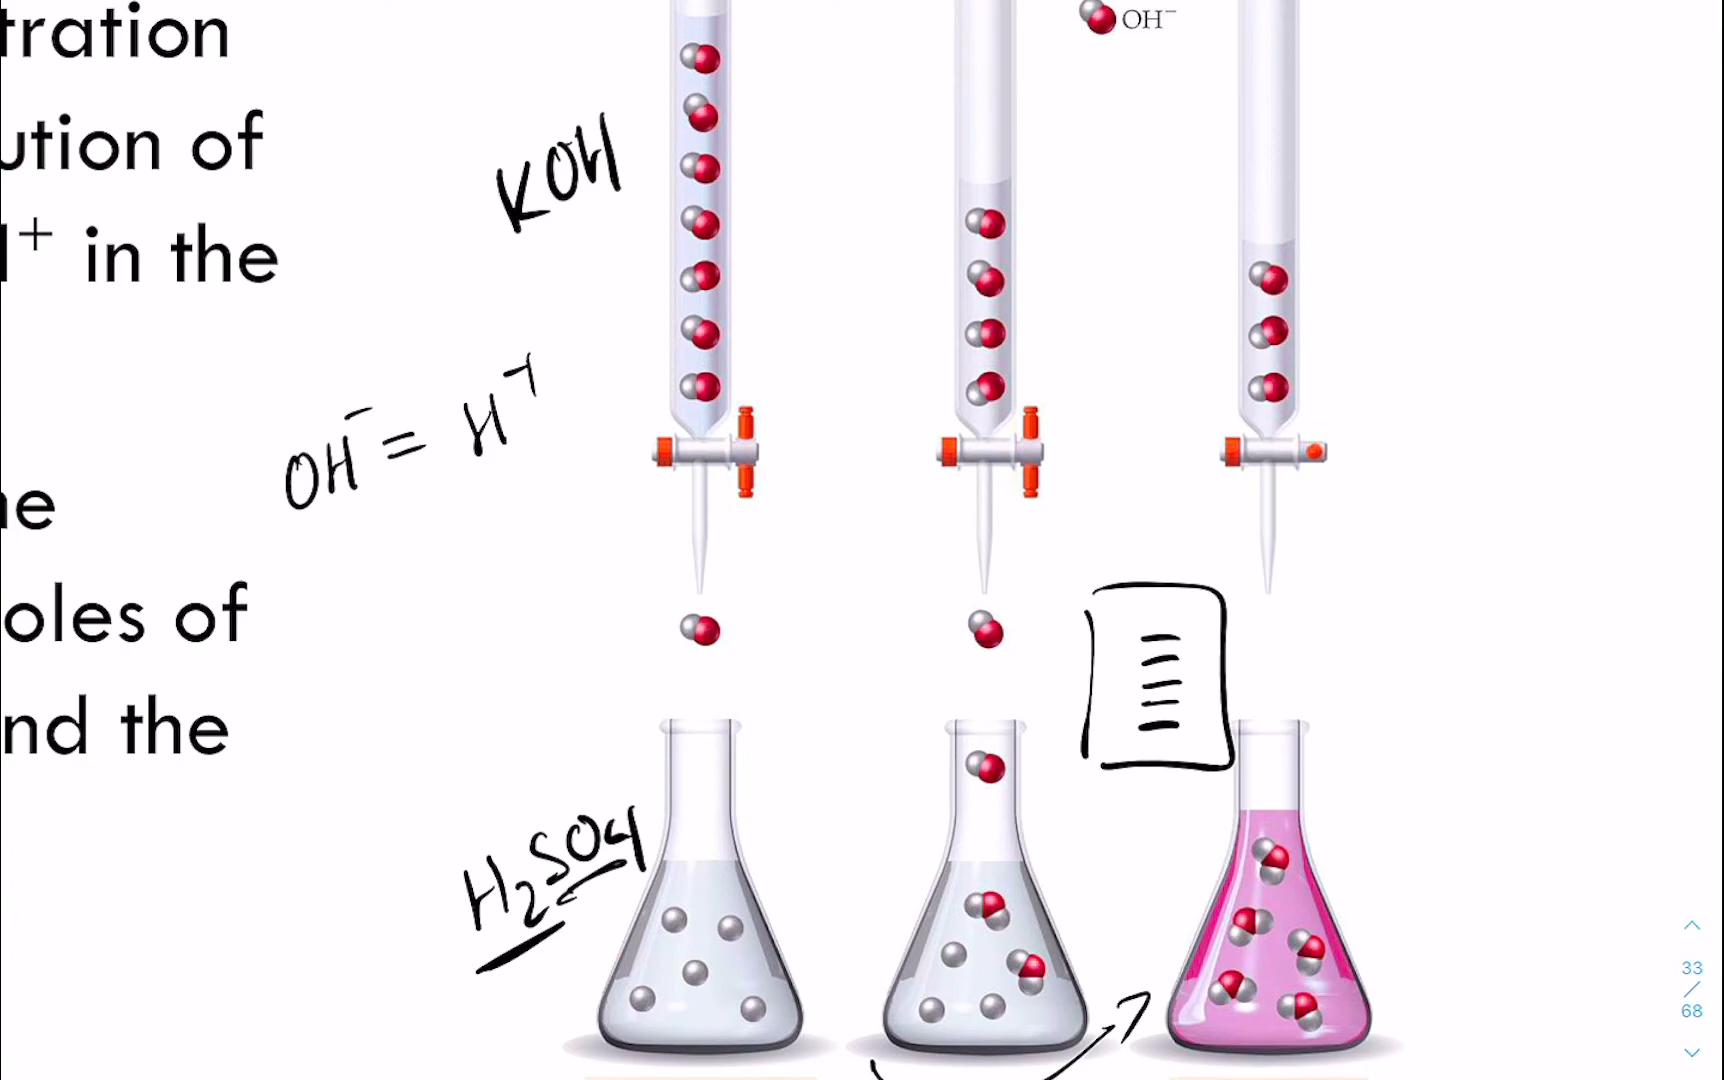 tration
OH⁻
ution of
KOH
⁺ in the
OH⁻ = H⁺
oles of
nd the
H₂SO₄
33
/
68